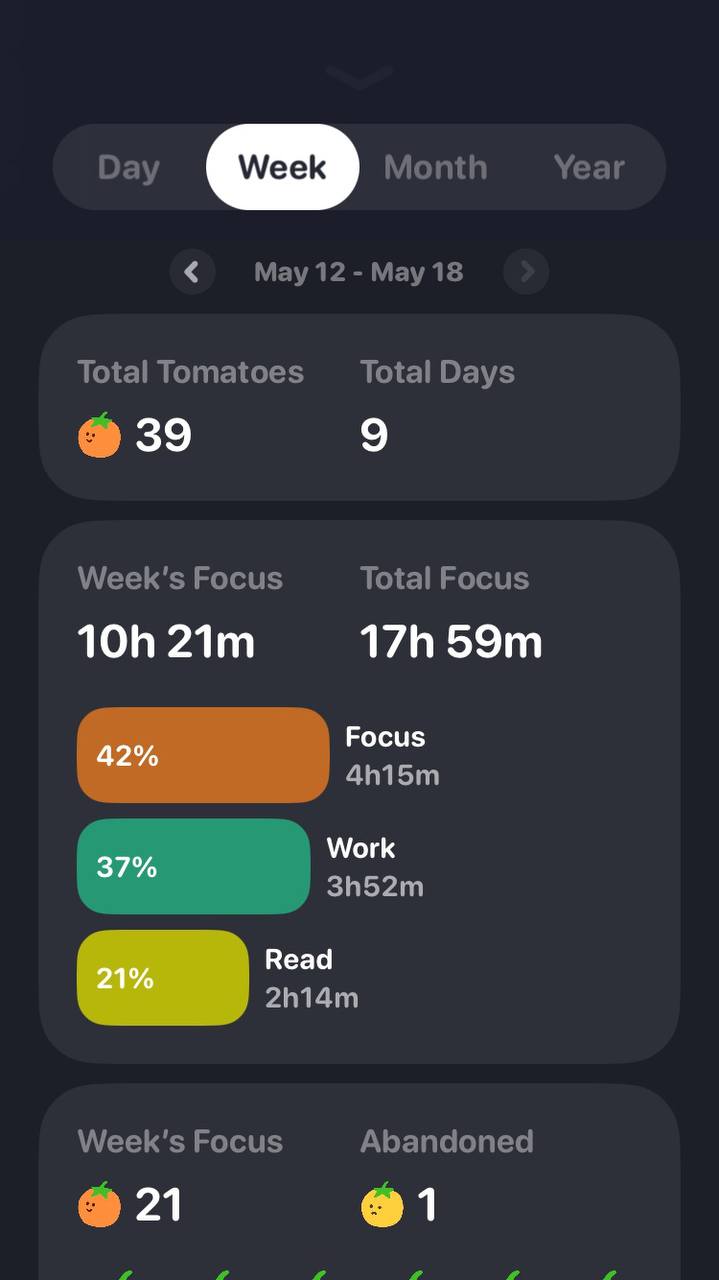 Day Week Month Year
May 12 - May 18
Total Tomatoes Total Days
39 9
Week's Focus Total Focus
10h 21m 17h 59m
42% Focus
4h15m
37% Work
3h52m
21% Read
2h14m
Week's Focus Abandoned
21 1